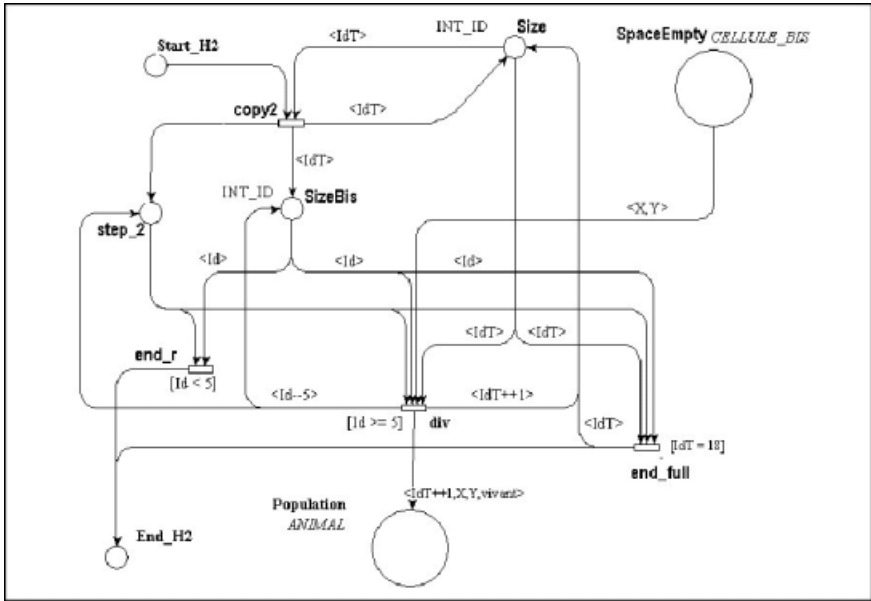 Start_H2
<IdT>
INT_ID
Size
SpaceEmpty CELLULE_BIS
copy2
<IdT>
<IdT>
INT_ID
SizeBis
step_2
<X,Y>
<Id>
<Id>
<Id>
<IdT>
<IdT>
end_r
[Id < 5]
<Id--5>
<IdT++1>
[Id >= 5]
div
<IdT>
[IdT = 18]
end_full
<IdT++1,X,Y,vivant>
Population
ANIMAL
End_H2